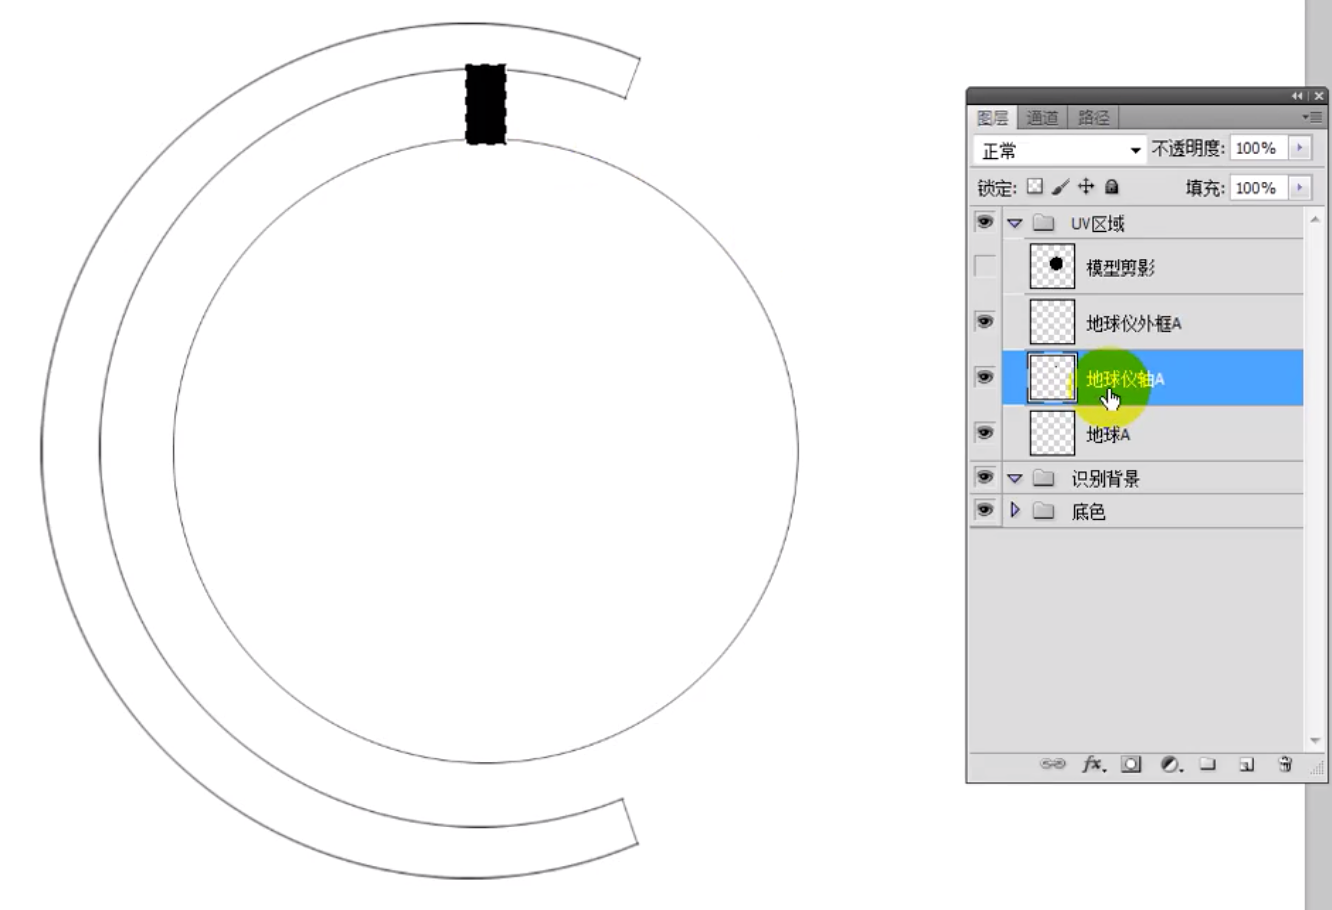 图层 通道 路径
正常 不透明度: 100%
锁定: 填充: 100%
UV区域
模型剪影
地球仪外框A
地球仪轴A
地球A
识别背景
底色
fx.